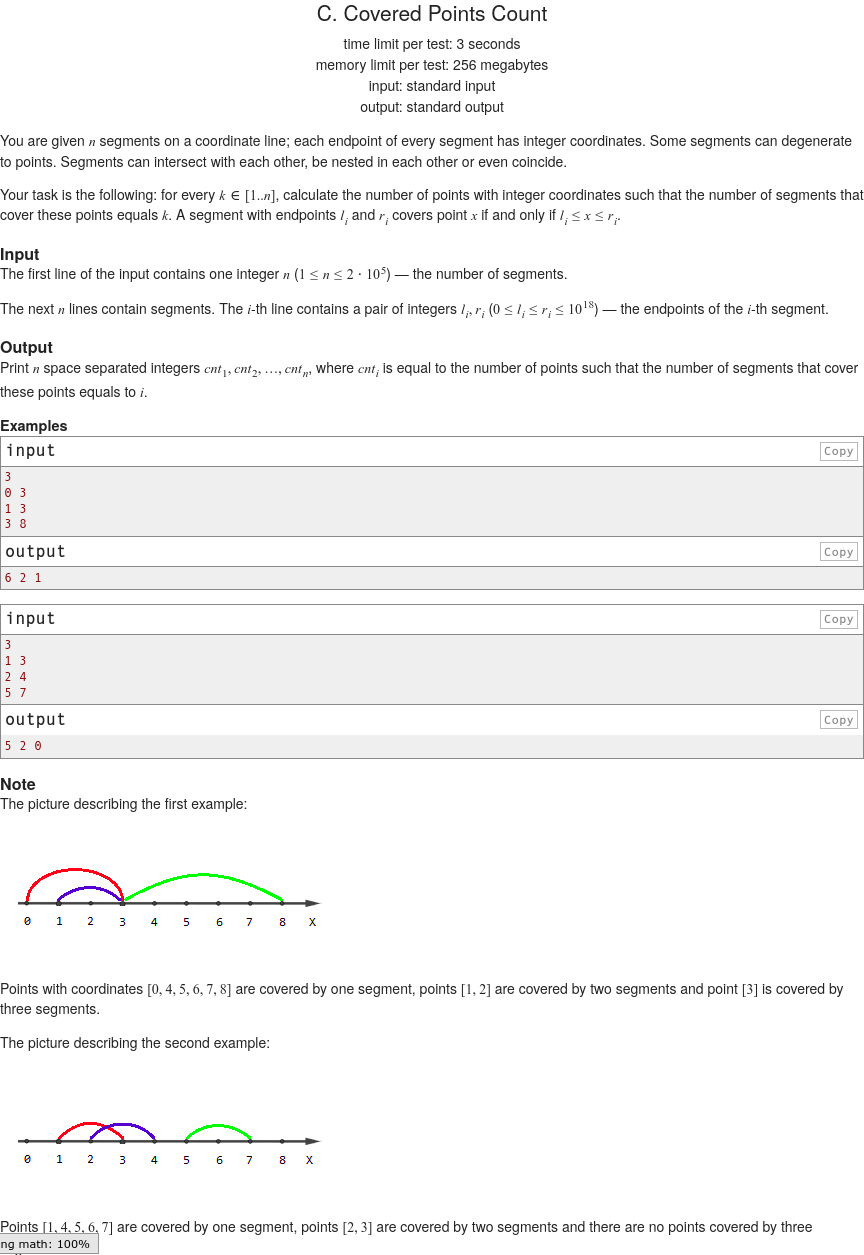 C. Covered Points Count
time limit per test: 3 seconds
memory limit per test: 256 megabytes
input: standard input
output: standard output
You are given n segments on a coordinate line; each endpoint of every segment has integer coordinates. Some segments can degenerate
to points. Segments can intersect with each other, be nested in each other or even coincide.
Your task is the following: for every k ∈ [1..n], calculate the number of points with integer coordinates such that the number of segments that
cover these points equals k. A segment with endpoints l_i and r_i covers point x if and only if l_i ≤ x ≤ r_i.
Input
The first line of the input contains one integer n (1 ≤ n ≤ 2 · 10^5) — the number of segments.
The next n lines contain segments. The i-th line contains a pair of integers l_i, r_i (0 ≤ l_i ≤ r_i ≤ 10^18) — the endpoints of the i-th segment.
Output
Print n space separated integers cnt_1, cnt_2, …, cnt_n, where cnt_i is equal to the number of points such that the number of segments that cover
these points equals to i.
Examples
input Copy
3
0 3
1 3
3 8
output Copy
6 2 1
input Copy
3
1 3
2 4
5 7
output Copy
5 2 0
Note
The picture describing the first example:
0 1 2 3 4 5 6 7 8 X
Points with coordinates [0, 4, 5, 6, 7, 8] are covered by one segment, points [1, 2] are covered by two segments and point [3] is covered by
three segments.
The picture describing the second example:
0 1 2 3 4 5 6 7 8 X
Points [1, 4, 5, 6, 7] are covered by one segment, points [2, 3] are covered by two segments and there are no points covered by three
ng math: 100%